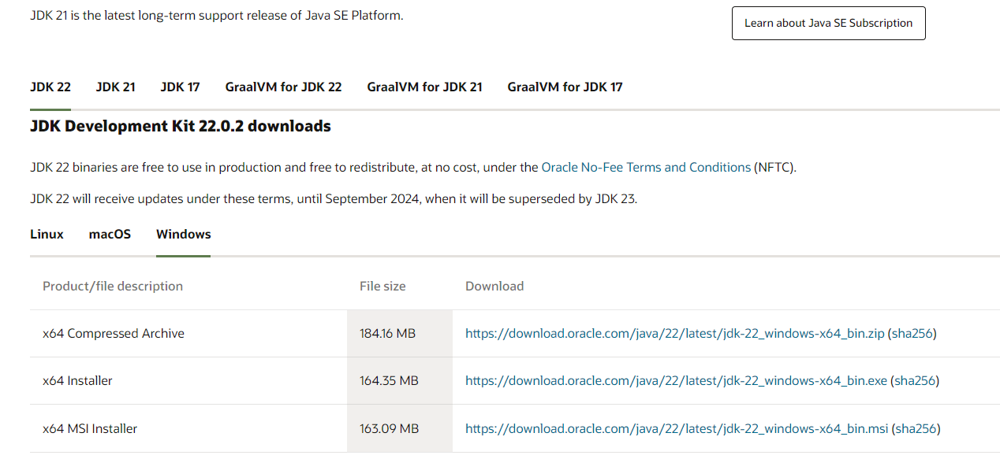 JDK 21 is the latest long-term support release of Java SE Platform.
Learn about Java SE Subscription
JDK 22 JDK 21 JDK 17 GraalVM for JDK 22 GraalVM for JDK 21 GraalVM for JDK 17
JDK Development Kit 22.0.2 downloads
JDK 22 binaries are free to use in production and free to redistribute, at no cost, under the Oracle No-Fee Terms and Conditions (NFTC).
JDK 22 will receive updates under these terms, until September 2024, when it will be superseded by JDK 23.
Linux macOS Windows
Product/file description File size Download
x64 Compressed Archive 184.16 MB https://download.oracle.com/java/22/latest/jdk-22_windows-x64_bin.zip (sha256)
x64 Installer 164.35 MB https://download.oracle.com/java/22/latest/jdk-22_windows-x64_bin.exe (sha256)
x64 MSI Installer 163.09 MB https://download.oracle.com/java/22/latest/jdk-22_windows-x64_bin.msi (sha256)